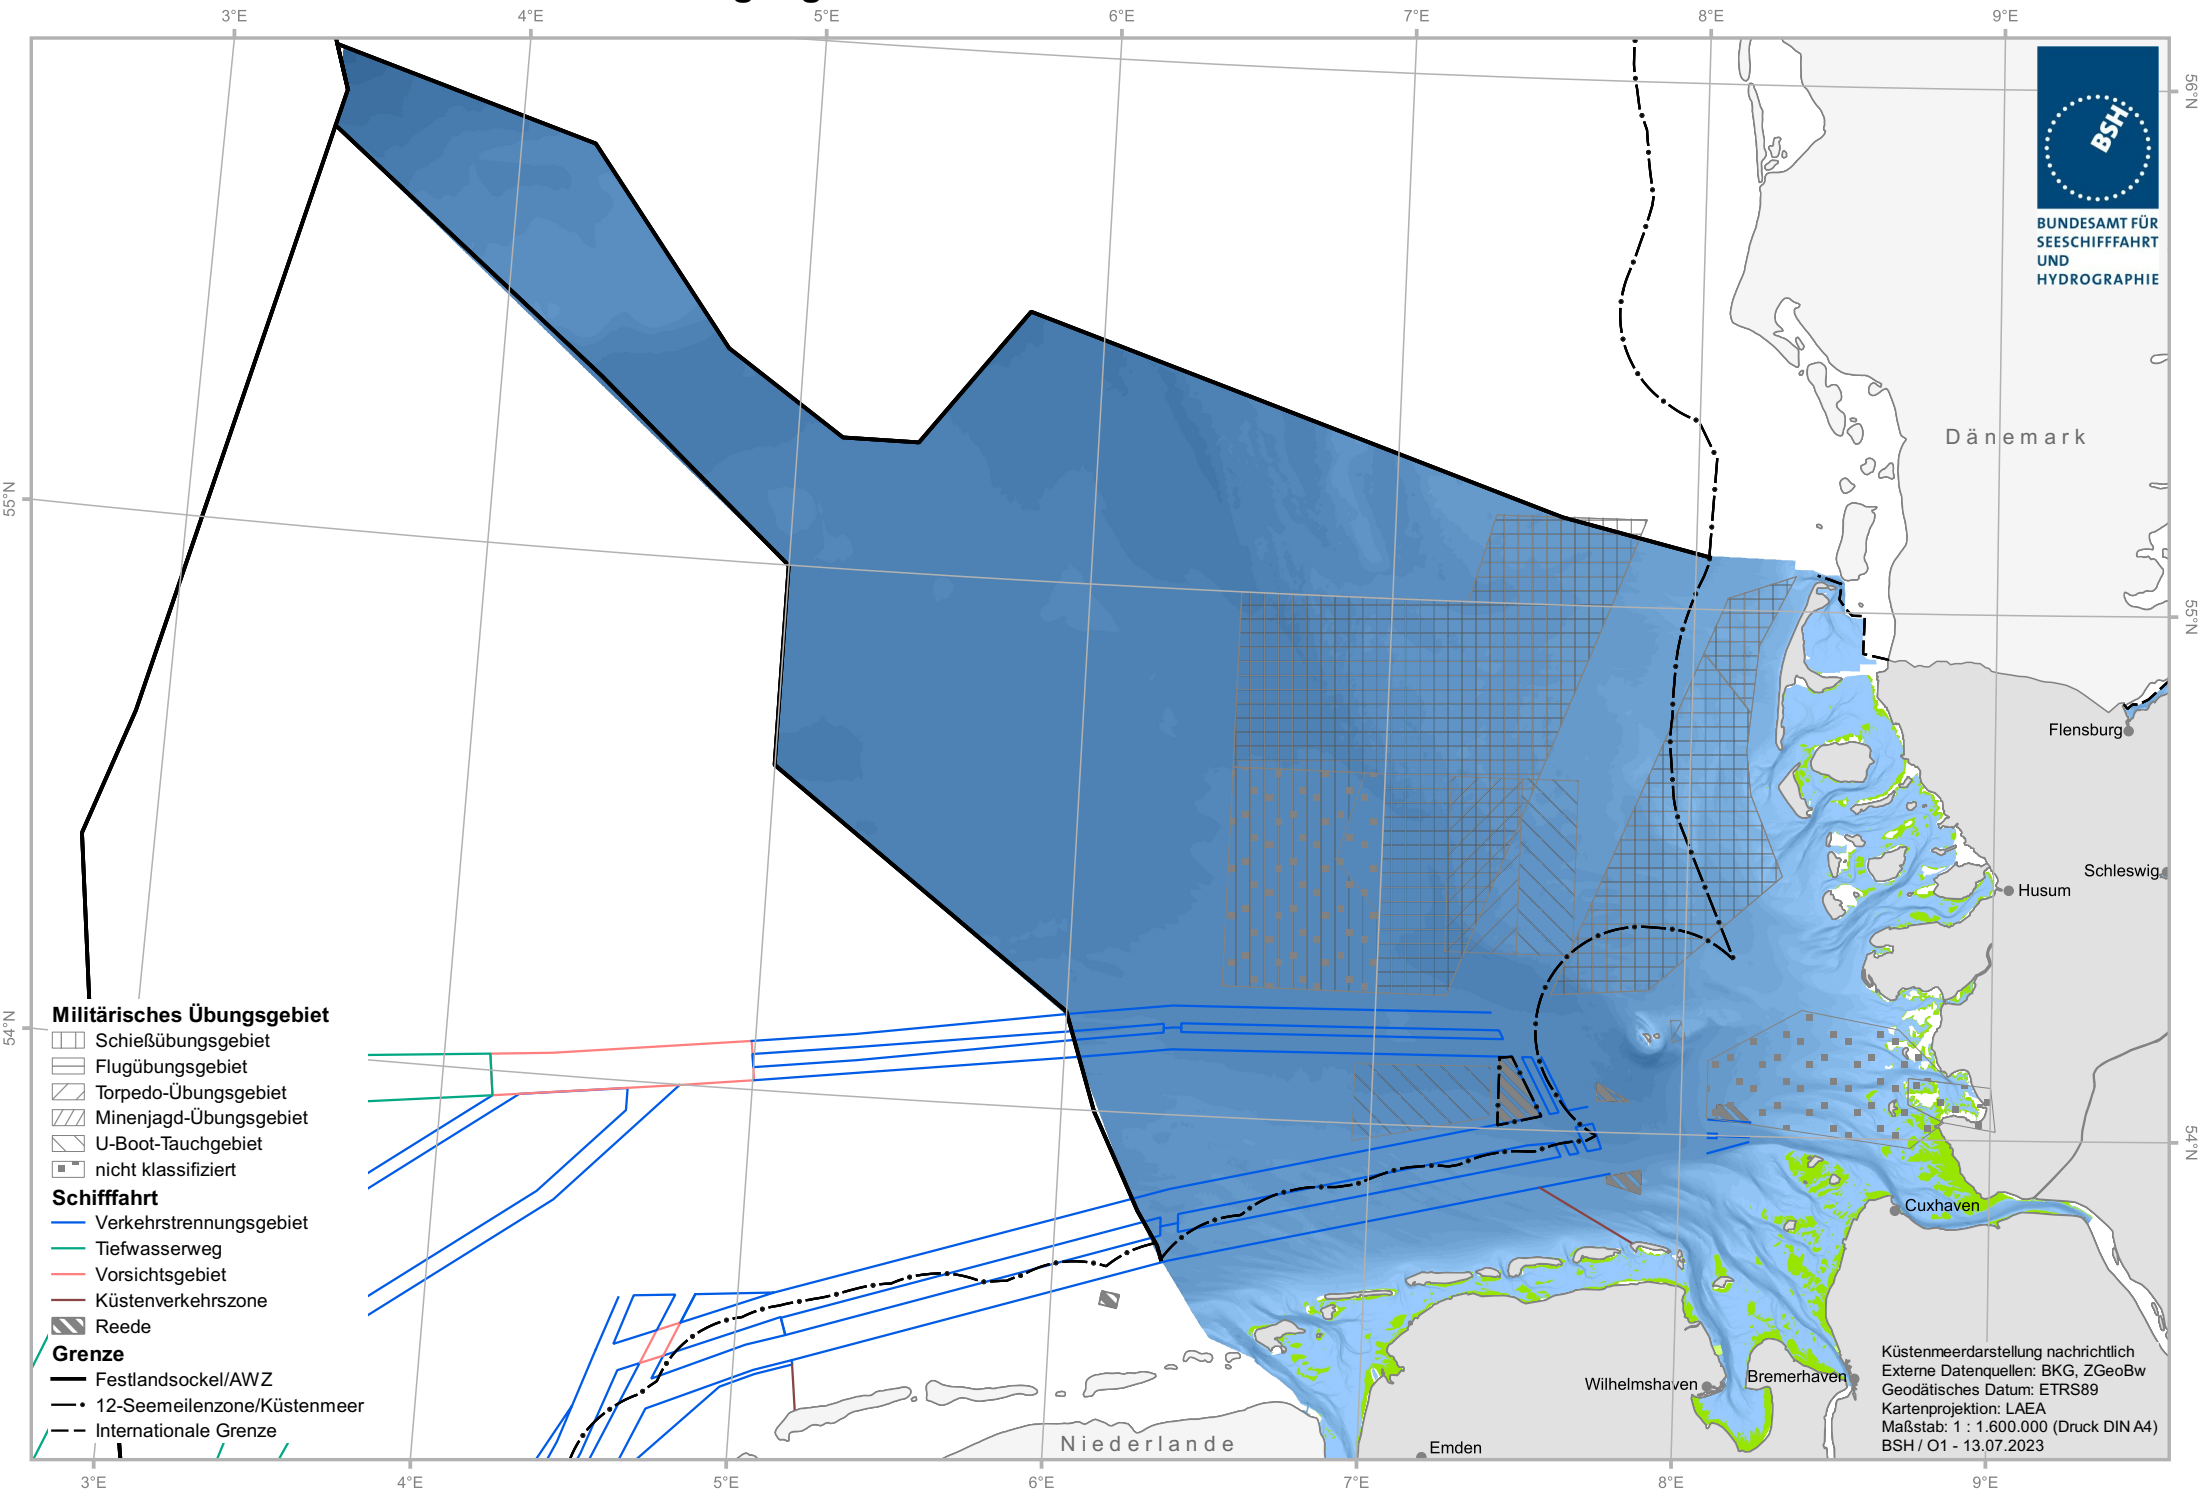 3°E 4°E 5°E 6°E 7°E 8°E 9°E
56°N
BSH
BUNDESAMT FÜR
SEESCHIFFFAHRT
UND
HYDROGRAPHIE
Dänemark
55°N
55°N
Flensburg
Schleswig
Husum
54°N
54°N
Cuxhaven
Wilhelmshaven
Bremerhaven
Emden
Niederlande
Militärisches Übungsgebiet
Schießübungsgebiet
Flugübungsgebiet
Torpedo-Übungsgebiet
Minenjagd-Übungsgebiet
U-Boot-Tauchgebiet
nicht klassifiziert
Schifffahrt
Verkehrstrennungsgebiet
Tiefwasserweg
Vorsichtsgebiet
Küstenverkehrszone
Reede
Grenze
Festlandsockel/AWZ
12-Seemeilenzone/Küstenmeer
Internationale Grenze
Küstenmeerdarstellung nachrichtlich
Externe Datenquellen: BKG, ZGeoBw
Geodätisches Datum: ETRS89
Kartenprojektion: LAEA
Maßstab: 1 : 1.600.000 (Druck DIN A4)
BSH / O1 - 13.07.2023
3°E 4°E 5°E 6°E 7°E 8°E 9°E